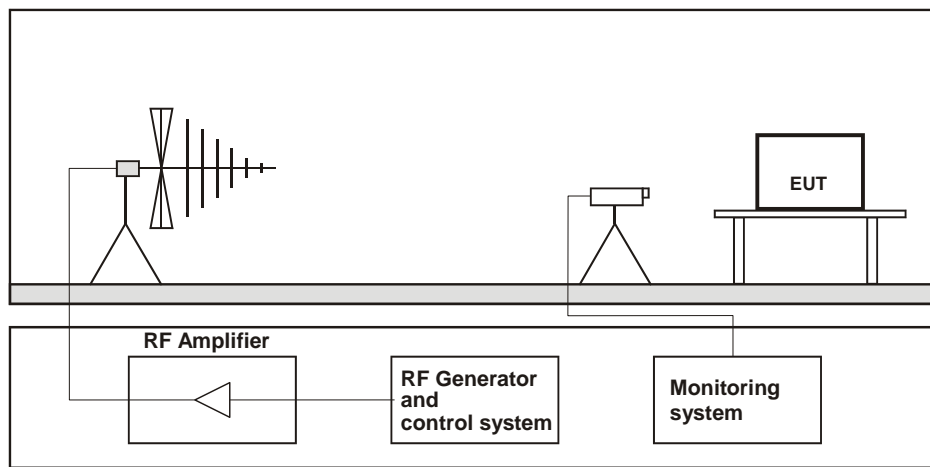 EUT
RF Amplifier
RF Generator
and
control system
Monitoring
system